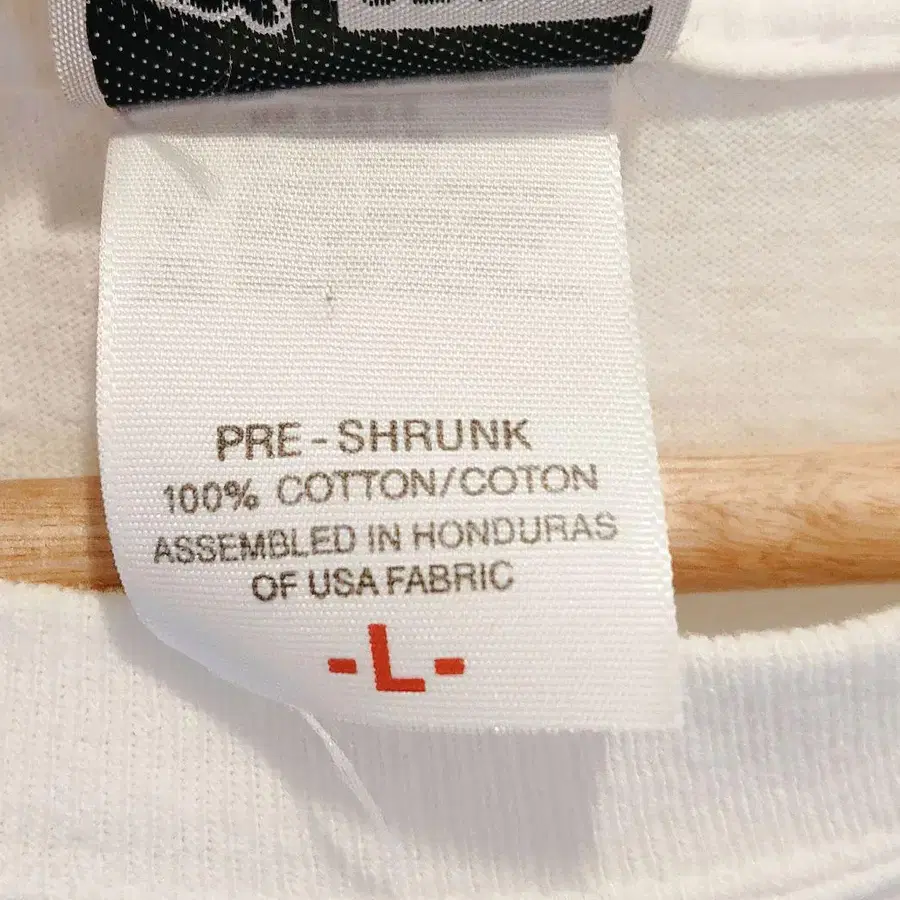 PRE-SHRUNK
100% COTTON/COTON
ASSEMBLED IN HONDURAS
OF USA FABRIC
-L-